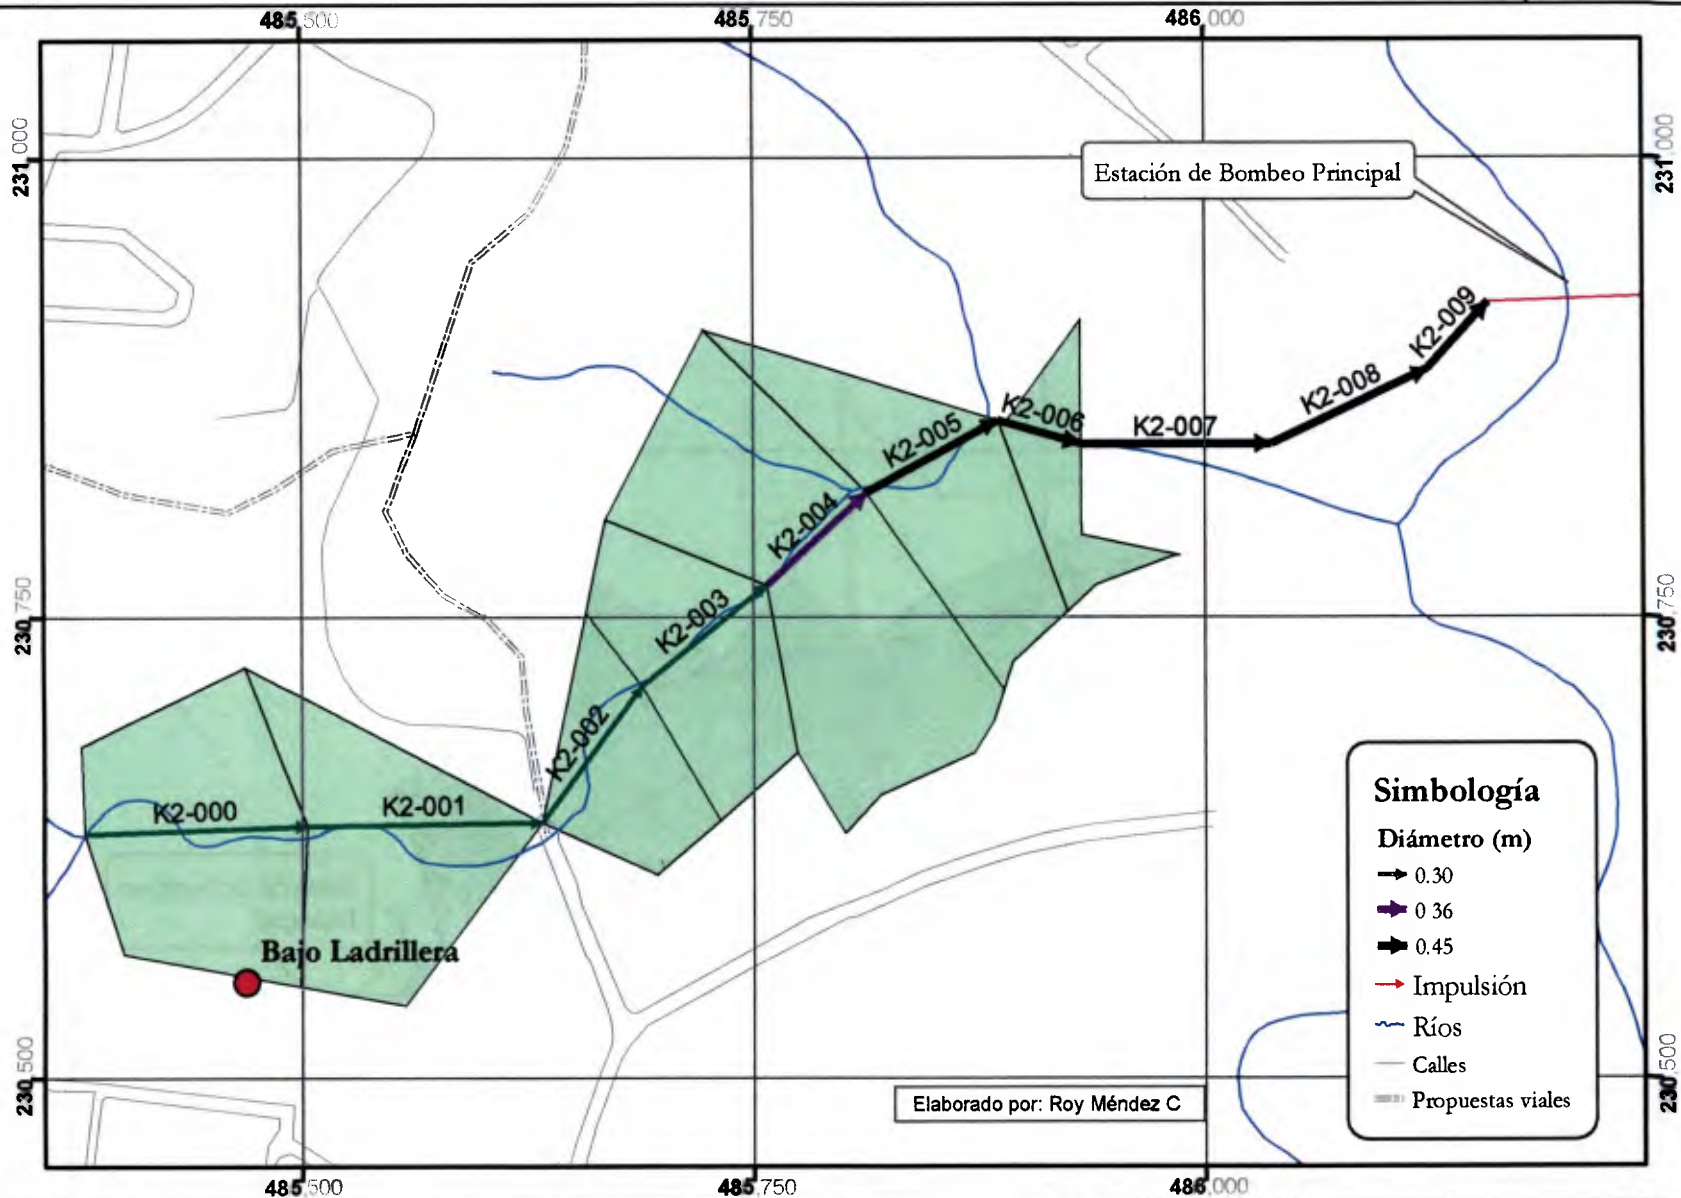 485,500 485,750 486,000
231,000 231,000
Estación de Bombeo Principal
K2-009
K2-008
K2-007
K2-006
K2-005
K2-004
K2-003
230,750 230,750
K2-002
K2-001
K2-000
Bajo Ladrillera
Simbología
Diámetro (m)
0.30
0 36
0.45
Impulsión
Ríos
Calles
Propuestas viales
230,500 230,500
Elaborado por: Roy Méndez C
485,500 485,750 486,000